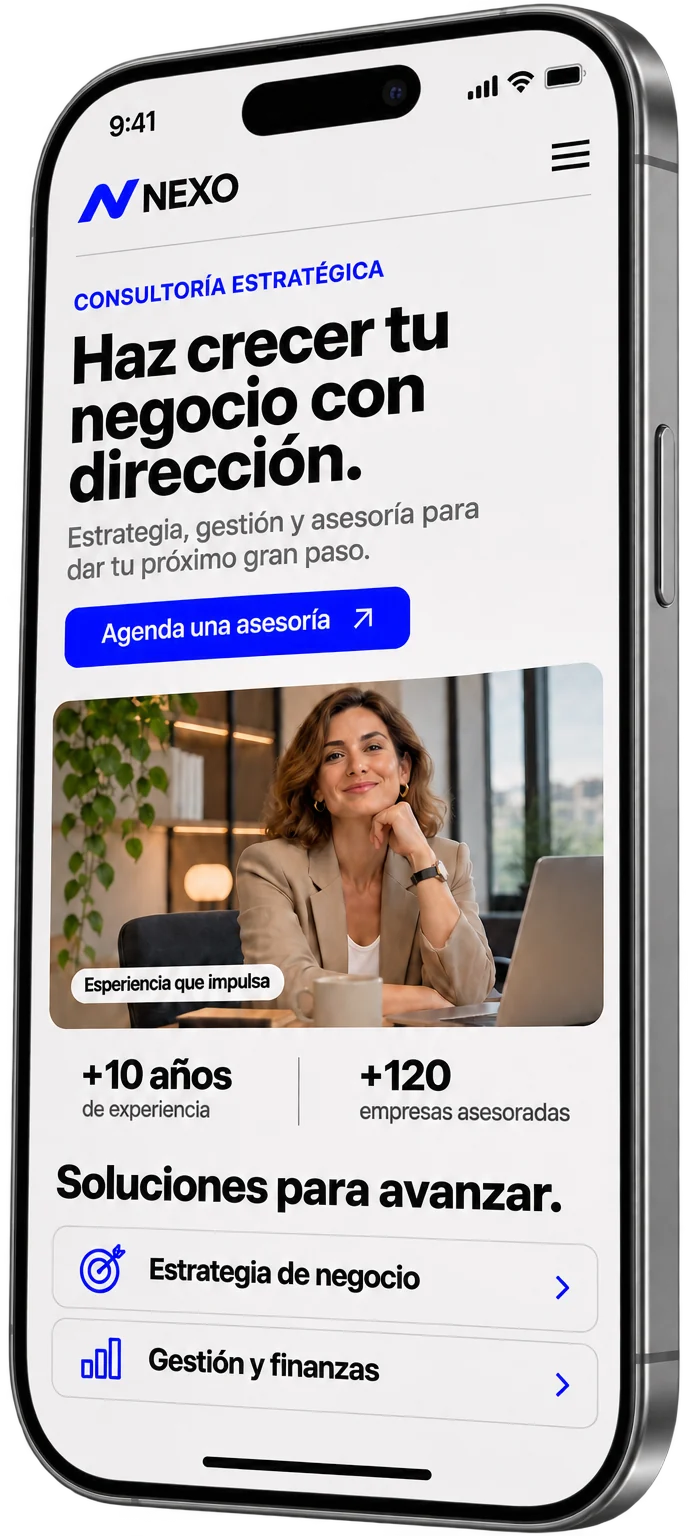 9:41
NEXO
CONSULTORÍA ESTRATÉGICA
Haz crecer tu
negocio con
dirección.
Estrategia, gestión y asesoría para
dar tu próximo gran paso.
Agenda una asesoría
Experiencia que impulsa
+10 años
de experiencia
+120
empresas asesoradas
Soluciones para avanzar.
Estrategia de negocio
Gestión y finanzas